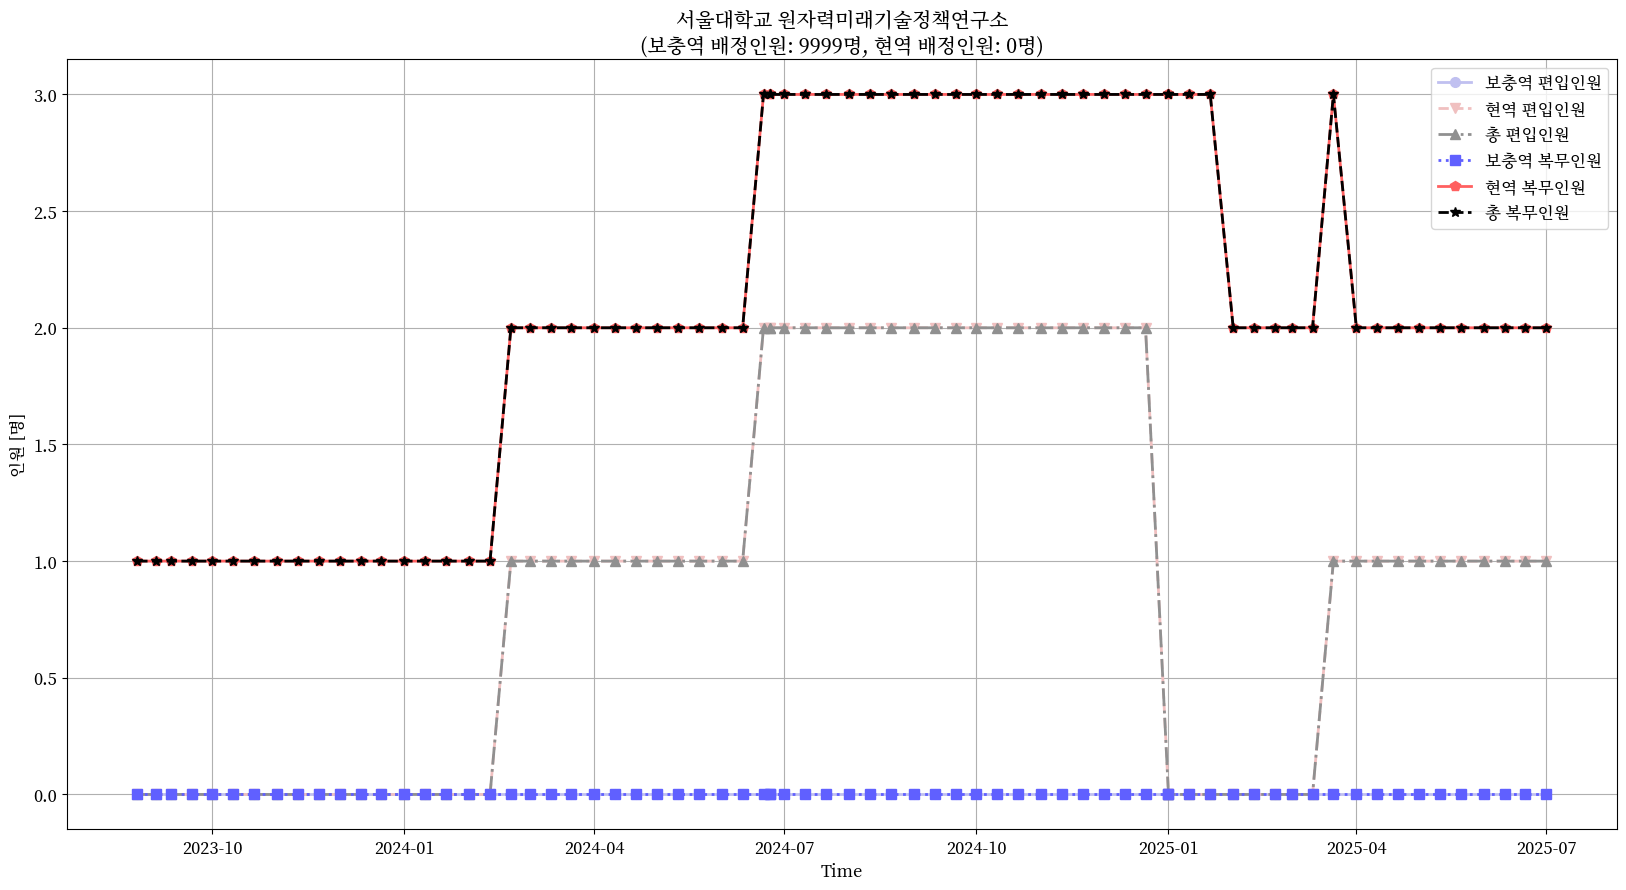 서울대학교 원자력미래기술정책연구소
(보충역 배정인원: 9999명, 현역 배정인원: 0명)
보충역 편입인원
현역 편입인원
총 편입인원
보충역 복무인원
현역 복무인원
총 복무인원
3.0
2.5
2.0
1.5
1.0
0.5
0.0
인원 [명]
2023-10 2024-01 2024-04 2024-07 2024-10 2025-01 2025-04 2025-07
Time